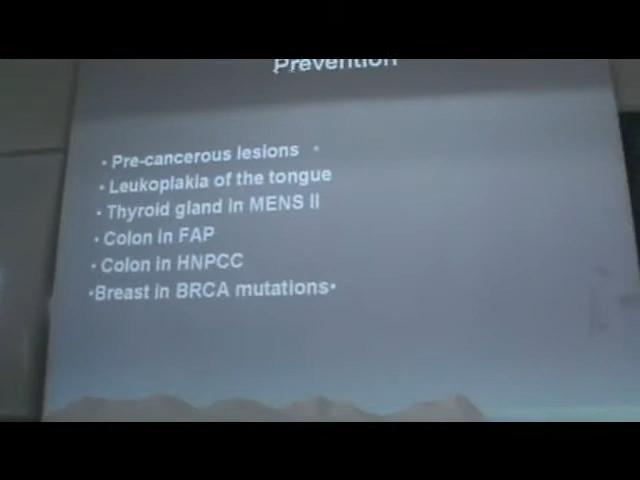 Prevention
• Pre-cancerous lesions •
• Leukoplakia of the tongue
• Thyroid gland in MENS II
• Colon in FAP
• Colon in HNPCC
•Breast in BRCA mutations•